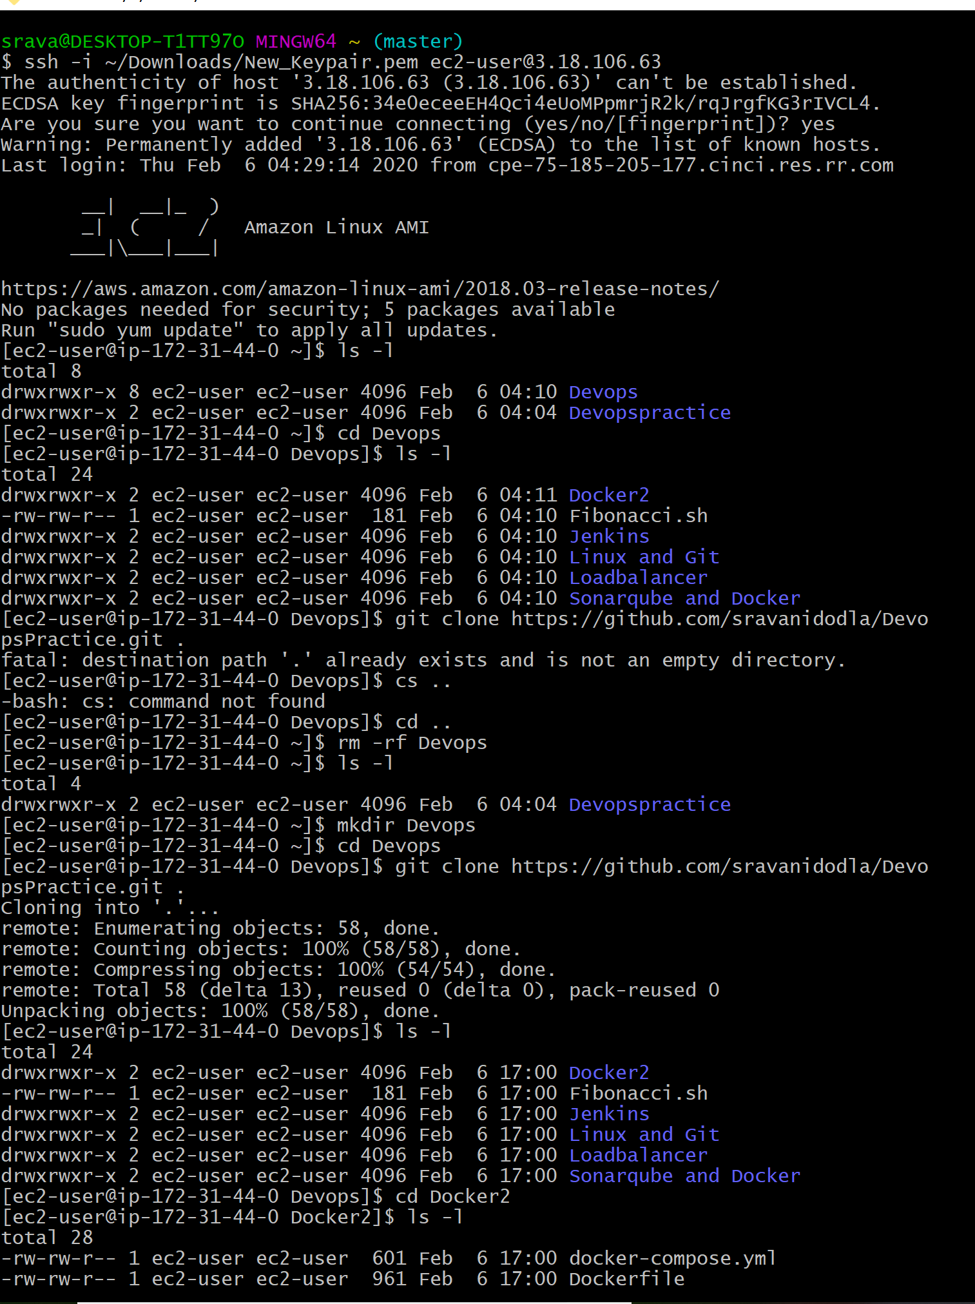 srava@DESKTOP-T1TT97O MINGW64 ~ (master)
$ ssh -i ~/Downloads/New_Keypair.pem ec2-user@3.18.106.63
The authenticity of host '3.18.106.63 (3.18.106.63)' can't be established.
ECDSA key fingerprint is SHA256:34e0eceeEH4Qci4eUoMPpmrjR2k/rqJrgfKG3rIVCL4.
Are you sure you want to continue connecting (yes/no/[fingerprint])? yes
Warning: Permanently added '3.18.106.63' (ECDSA) to the list of known hosts.
Last login: Thu Feb  6 04:29:14 2020 from cpe-75-185-205-177.cinci.res.rr.com
       __|  __|_  )
       _|  (     /   Amazon Linux AMI
      ___|\___|___|
https://aws.amazon.com/amazon-linux-ami/2018.03-release-notes/
No packages needed for security; 5 packages available
Run "sudo yum update" to apply all updates.
[ec2-user@ip-172-31-44-0 ~]$ ls -l
total 8
drwxrwxr-x 8 ec2-user ec2-user 4096 Feb  6 04:10 Devops
drwxrwxr-x 2 ec2-user ec2-user 4096 Feb  6 04:04 Devopspractice
[ec2-user@ip-172-31-44-0 ~]$ cd Devops
[ec2-user@ip-172-31-44-0 Devops]$ ls -l
total 24
drwxrwxr-x 2 ec2-user ec2-user 4096 Feb  6 04:11 Docker2
-rw-rw-r-- 1 ec2-user ec2-user  181 Feb  6 04:10 Fibonacci.sh
drwxrwxr-x 2 ec2-user ec2-user 4096 Feb  6 04:10 Jenkins
drwxrwxr-x 2 ec2-user ec2-user 4096 Feb  6 04:10 Linux and Git
drwxrwxr-x 2 ec2-user ec2-user 4096 Feb  6 04:10 Loadbalancer
drwxrwxr-x 2 ec2-user ec2-user 4096 Feb  6 04:10 Sonarqube and Docker
[ec2-user@ip-172-31-44-0 Devops]$ git clone https://github.com/sravanidodla/Devo
psPractice.git .
fatal: destination path '.' already exists and is not an empty directory.
[ec2-user@ip-172-31-44-0 Devops]$ cs ..
-bash: cs: command not found
[ec2-user@ip-172-31-44-0 Devops]$ cd ..
[ec2-user@ip-172-31-44-0 ~]$ rm -rf Devops
[ec2-user@ip-172-31-44-0 ~]$ ls -l
total 4
drwxrwxr-x 2 ec2-user ec2-user 4096 Feb  6 04:04 Devopspractice
[ec2-user@ip-172-31-44-0 ~]$ mkdir Devops
[ec2-user@ip-172-31-44-0 ~]$ cd Devops
[ec2-user@ip-172-31-44-0 Devops]$ git clone https://github.com/sravanidodla/Devo
psPractice.git .
Cloning into '.'...
remote: Enumerating objects: 58, done.
remote: Counting objects: 100% (58/58), done.
remote: Compressing objects: 100% (54/54), done.
remote: Total 58 (delta 13), reused 0 (delta 0), pack-reused 0
Unpacking objects: 100% (58/58), done.
[ec2-user@ip-172-31-44-0 Devops]$ ls -l
total 24
drwxrwxr-x 2 ec2-user ec2-user 4096 Feb  6 17:00 Docker2
-rw-rw-r-- 1 ec2-user ec2-user  181 Feb  6 17:00 Fibonacci.sh
drwxrwxr-x 2 ec2-user ec2-user 4096 Feb  6 17:00 Jenkins
drwxrwxr-x 2 ec2-user ec2-user 4096 Feb  6 17:00 Linux and Git
drwxrwxr-x 2 ec2-user ec2-user 4096 Feb  6 17:00 Loadbalancer
drwxrwxr-x 2 ec2-user ec2-user 4096 Feb  6 17:00 Sonarqube and Docker
[ec2-user@ip-172-31-44-0 Devops]$ cd Docker2
[ec2-user@ip-172-31-44-0 Docker2]$ ls -l
total 28
-rw-rw-r-- 1 ec2-user ec2-user  601 Feb  6 17:00 docker-compose.yml
-rw-rw-r-- 1 ec2-user ec2-user  961 Feb  6 17:00 Dockerfile